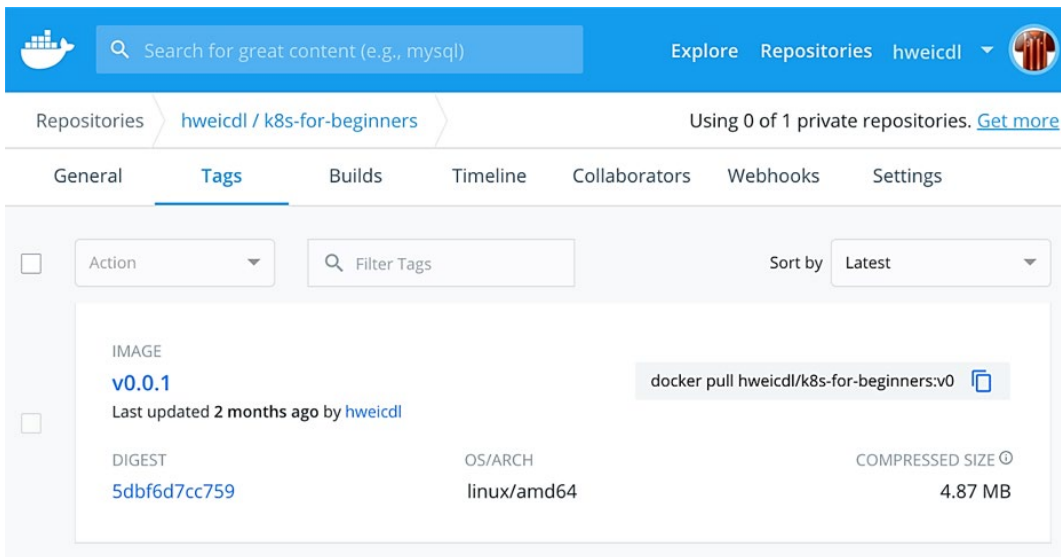 Search for great content (e.g., mysql)
Explore Repositories hweicdl
Repositories hweicdl / k8s-for-beginners Using 0 of 1 private repositories. Get more
General Tags Builds Timeline Collaborators Webhooks Settings
Action Filter Tags Sort by Latest
IMAGE
v0.0.1 docker pull hweicdl/k8s-for-beginners:v0
Last updated 2 months ago by hweicdl
DIGEST OS/ARCH COMPRESSED SIZE
5dbf6d7cc759 linux/amd64 4.87 MB